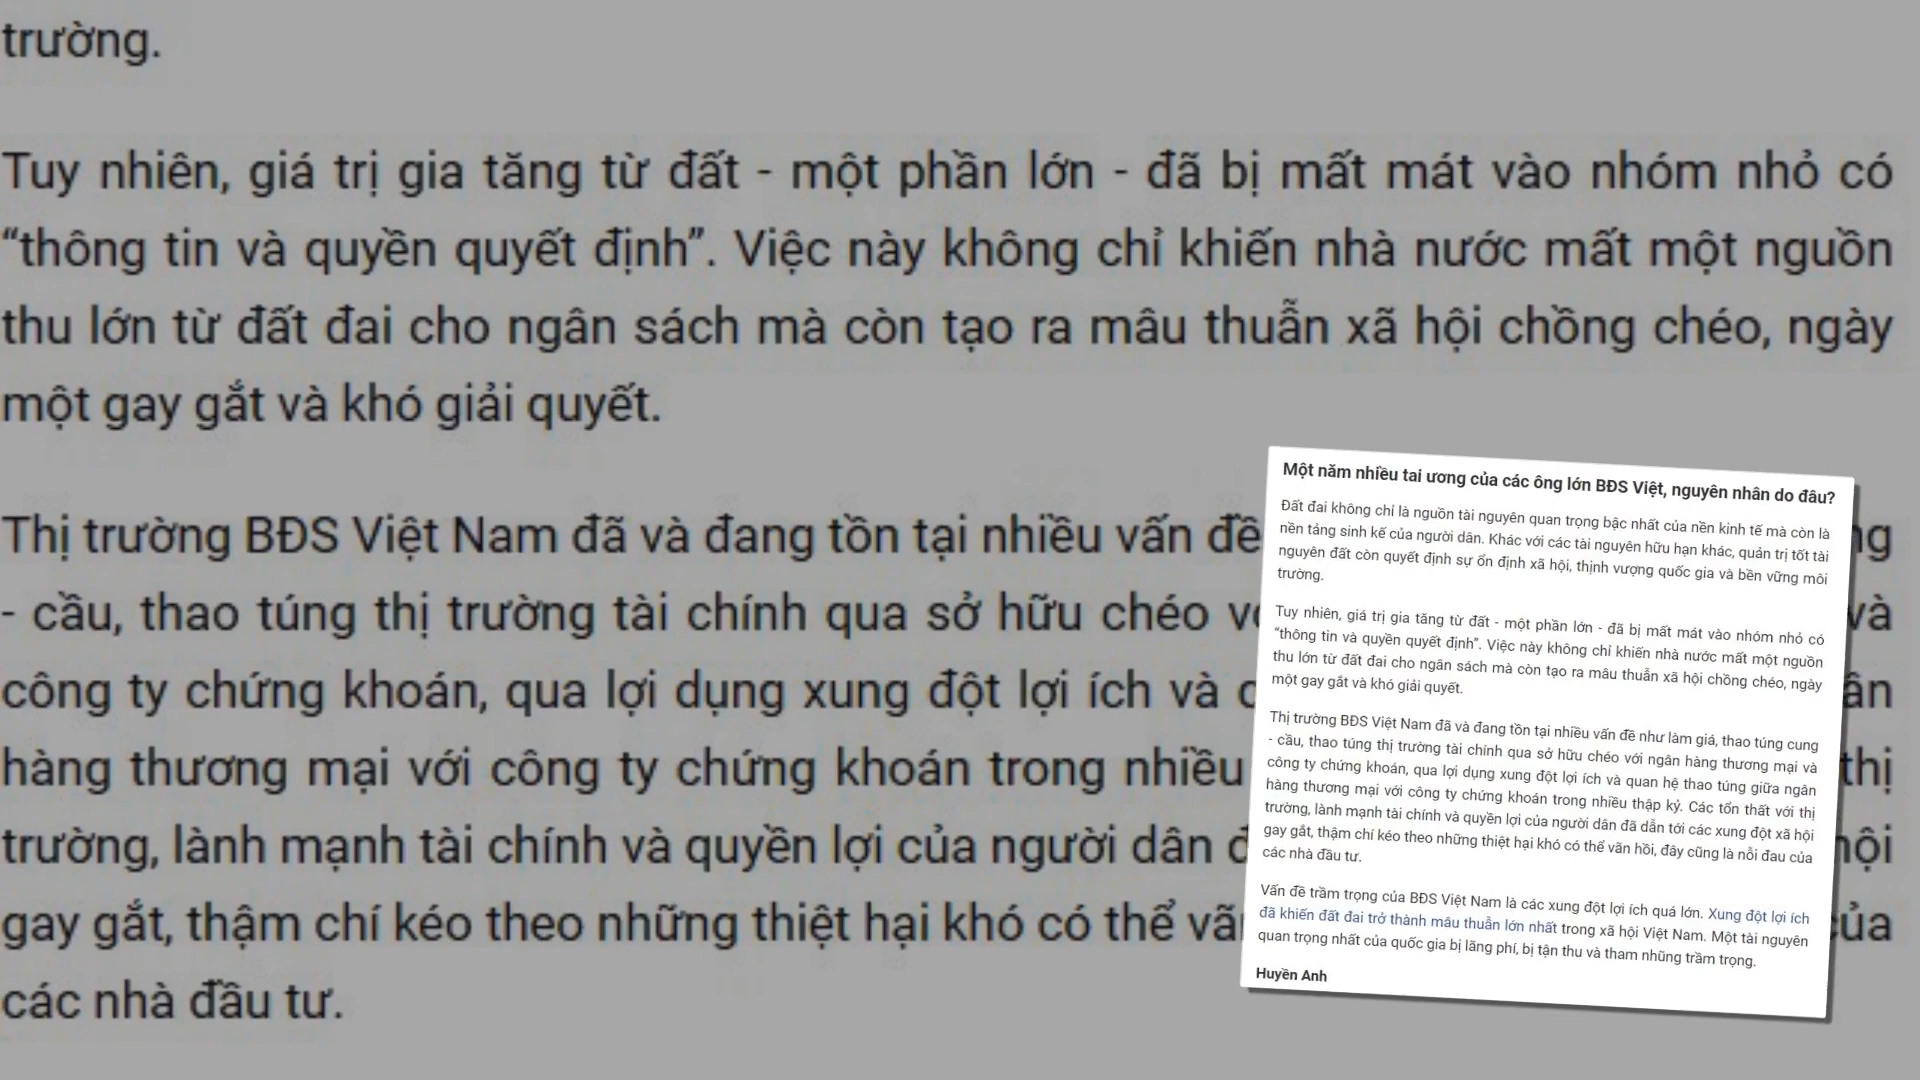 trường.
Tuy nhiên, giá trị gia tăng từ đất - một phần lớn - đã bị mất mát vào nhóm nhỏ có
“thông tin và quyền quyết định”. Việc này không chỉ khiến nhà nước mất một nguồn
thu lớn từ đất đai cho ngân sách mà còn tạo ra mâu thuẫn xã hội chồng chéo, ngày
một gay gắt và khó giải quyết.
Thị trường BĐS Việt Nam đã và đang tồn tại nhiều vấn đề ng
- cầu, thao túng thị trường tài chính qua sở hữu chéo và
công ty chứng khoán, qua lợi dụng xung đột lợi ích và ân
hàng thương mại với công ty chứng khoán trong nhiều thị
trường, lành mạnh tài chính và quyền lợi của người dân hội
gay gắt, thậm chí kéo theo những thiệt hại khó có thể của
các nhà đầu tư.
Một năm nhiều tai ương của các ông lớn BĐS Việt, nguyên nhân do đâu?
Đất đai không chỉ là nguồn tài nguyên quan trọng bậc nhất của nền kinh tế mà còn là
nền tảng sinh kế của người dân. Khác với các tài nguyên hữu hạn khác, quản trị tốt tài
nguyên đất còn quyết định sự ổn định xã hội, thịnh vượng quốc gia và bền vững môi
trường.
Tuy nhiên, giá trị gia tăng từ đất - một phần lớn - đã bị mất mát vào nhóm nhỏ có
“thông tin và quyền quyết định”. Việc này không chỉ khiến nhà nước mất một nguồn
thu lớn từ đất đai cho ngân sách mà còn tạo ra mâu thuẫn xã hội chồng chéo, ngày
một gay gắt và khó giải quyết.
Thị trường BĐS Việt Nam đã và đang tồn tại nhiều vấn đề như làm giá, thao túng cung
- cầu, thao túng thị trường tài chính qua sở hữu chéo với ngân hàng thương mại và
công ty chứng khoán, qua lợi dụng xung đột lợi ích và quan hệ thao túng giữa ngân
hàng thương mại với công ty chứng khoán trong nhiều thập kỷ. Các tổn thất với thị
trường, lành mạnh tài chính và quyền lợi của người dân đã dẫn tới các xung đột xã hội
gay gắt, thậm chí kéo theo những thiệt hại khó có thể vãn hồi, đây cũng là nỗi đau của
các nhà đầu tư.
Vấn đề trầm trọng của BĐS Việt Nam là các xung đột lợi ích quá lớn. Xung đột lợi ích
đã khiến đất đai trở thành mâu thuẫn lớn nhất trong xã hội Việt Nam. Một tài nguyên
quan trọng nhất của quốc gia bị lãng phí, bị tận thu và tham nhũng trầm trọng.
Huyền Anh